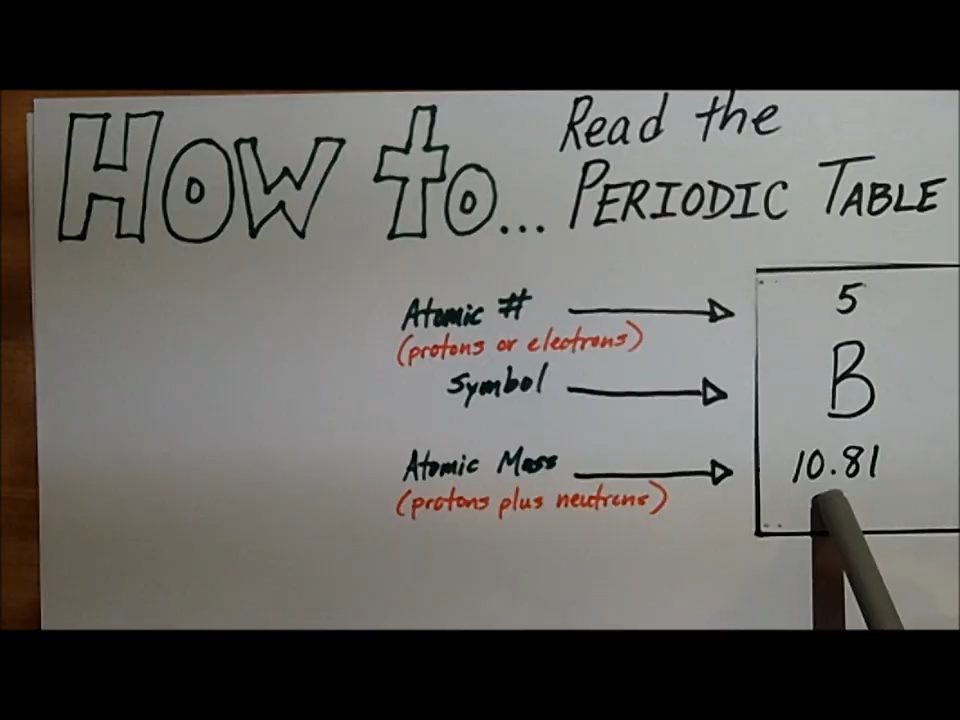 HOW to... Read the
PERIODIC TABLE
Atomic # 5
(protons or electrons)
symbol B
Atomic Mass 10.81
(protons plus neutrons)